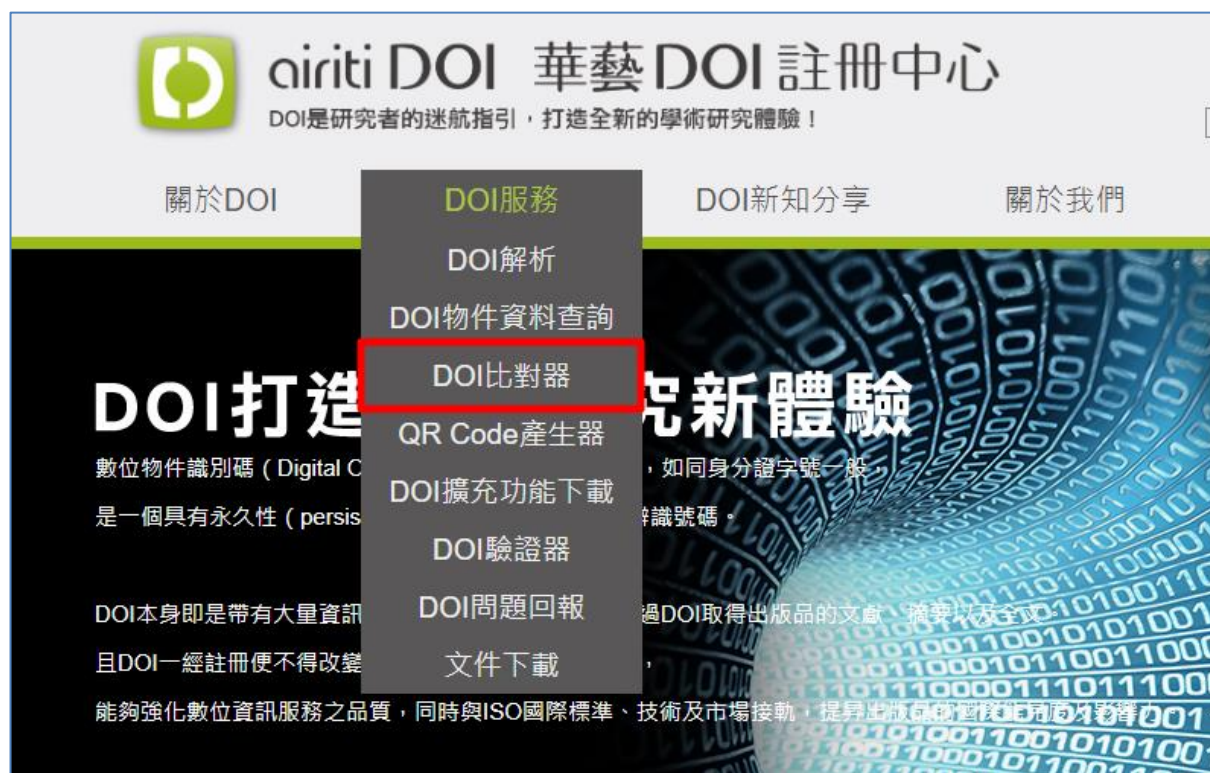 airiti DOI 華藝DOI註冊中心
DOI是研究者的迷航指引,打造全新的學術研究體驗!
關於DOI DOI服務 DOI新知分享 關於我們
DOI解析
DOI物件資料查詢
DOI比對器
QR Code產生器
DOI擴充功能下載
DOI驗證器
DOI問題回報
文件下載
DOI打造 究新體驗
數位物件識別碼 ( Digital ,如同身分證字號一般,
是一個具有永久性 ( persis 辨識號碼。
DOI本身即是帶有大量資訊 過DOI取得出版品的文獻、摘要以及全文。
且DOI一經註冊便不得改變 ,
能夠強化數位資訊服務之品質,同時與ISO國際標準、技術及市場接軌,提昇出版品的國際能見度及影響力。